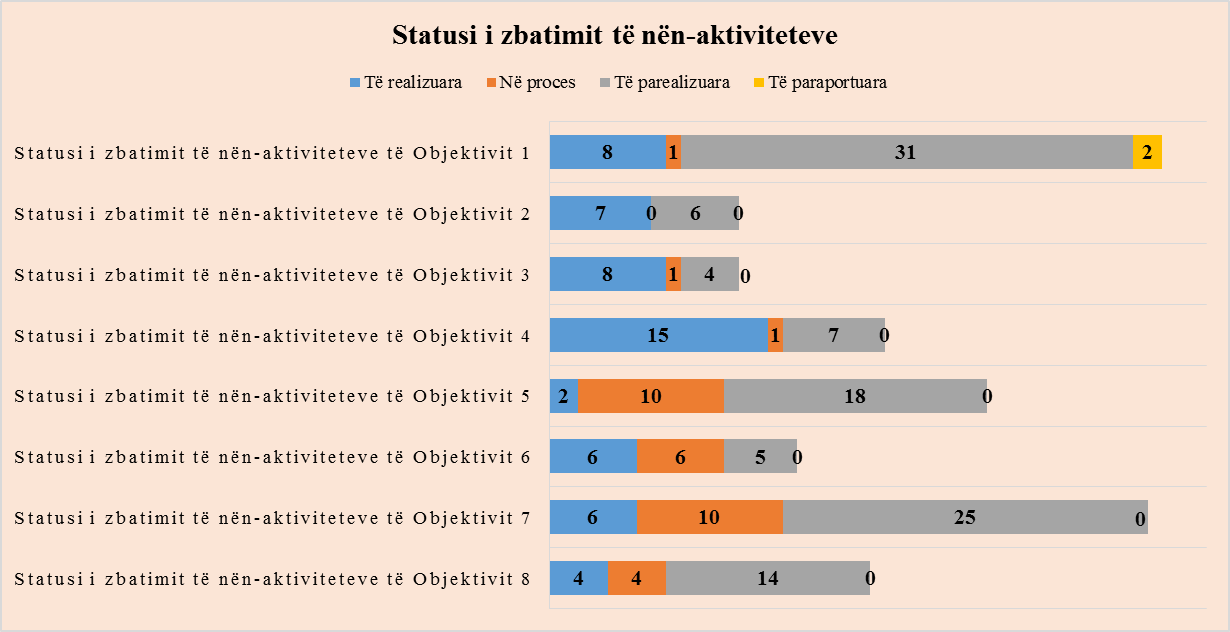 Statusi i zbatimit të nën-aktiviteteve
Të realizuara Në proces Të parealizuara Të paraportuara
Statusi i zbatimit të nën-aktiviteteve të Objektivit 1 8 1 31 2
Statusi i zbatimit të nën-aktiviteteve të Objektivit 2 7 0 6 0
Statusi i zbatimit të nën-aktiviteteve të Objektivit 3 8 1 4 0
Statusi i zbatimit të nën-aktiviteteve të Objektivit 4 15 1 7 0
Statusi i zbatimit të nën-aktiviteteve të Objektivit 5 2 10 18 0
Statusi i zbatimit të nën-aktiviteteve të Objektivit 6 6 6 5 0
Statusi i zbatimit të nën-aktiviteteve të Objektivit 7 6 10 25 0
Statusi i zbatimit të nën-aktiviteteve të Objektivit 8 4 4 14 0